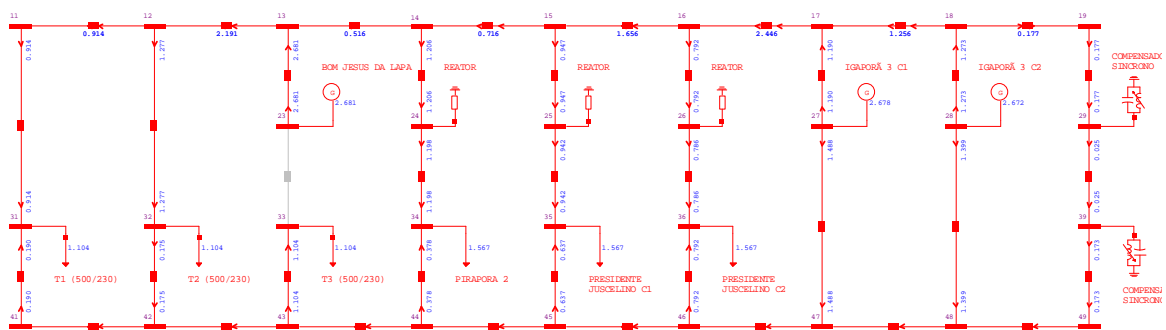 11 12 13 14 15 16 17 18 19
0.914 2.191 0.516 0.716 1.656 2.446 1.256 0.177
0.914 1.277 2.681 1.206 0.947 0.792 1.190 1.273 0.177
BOM JESUS DA LAPA REATOR REATOR REATOR IGAPORÃ 3 C1 IGAPORÃ 3 C2
COMPENSADO
SINCRONO
G G G
2.681 2.678 2.672
2.681 1.206 0.947 0.792 1.190 1.273 0.177
23 24 25 26 27 28 29
1.198 0.942 0.786 1.488 1.399 0.025
0.914 1.277 1.198 0.942 0.786 0.025
31 32 33 34 35 36 39
1.104 1.104 1.104 1.567 1.567 1.567
0.190 0.175 1.104 0.378 0.637 0.792 0.173
T1 (500/230) T2 (500/230) T3 (500/230) PIRAPORA 2
PRESIDENTE
JUSCELINO C1
PRESIDENTE
JUSCELINO C2
COMPENSA
SINCRONO
0.190 0.175 1.104 0.378 0.637 0.792 1.488 1.399 0.173
41 42 43 44 45 46 47 48 49